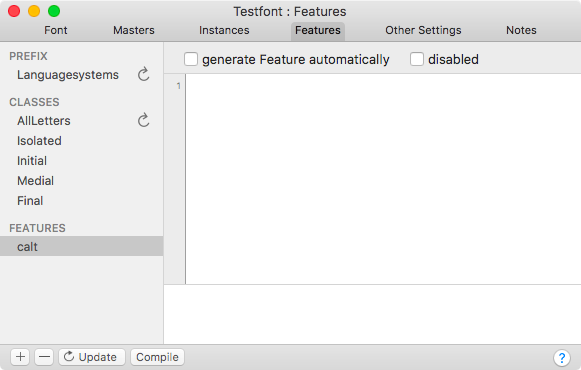 Testfont : Features
Font Masters Instances Features Other Settings Notes
PREFIX
Languagesystems
CLASSES
AllLetters
Isolated
Initial
Medial
Final
FEATURES
calt
generate Feature automatically disabled
1
+ − Update Compile ?